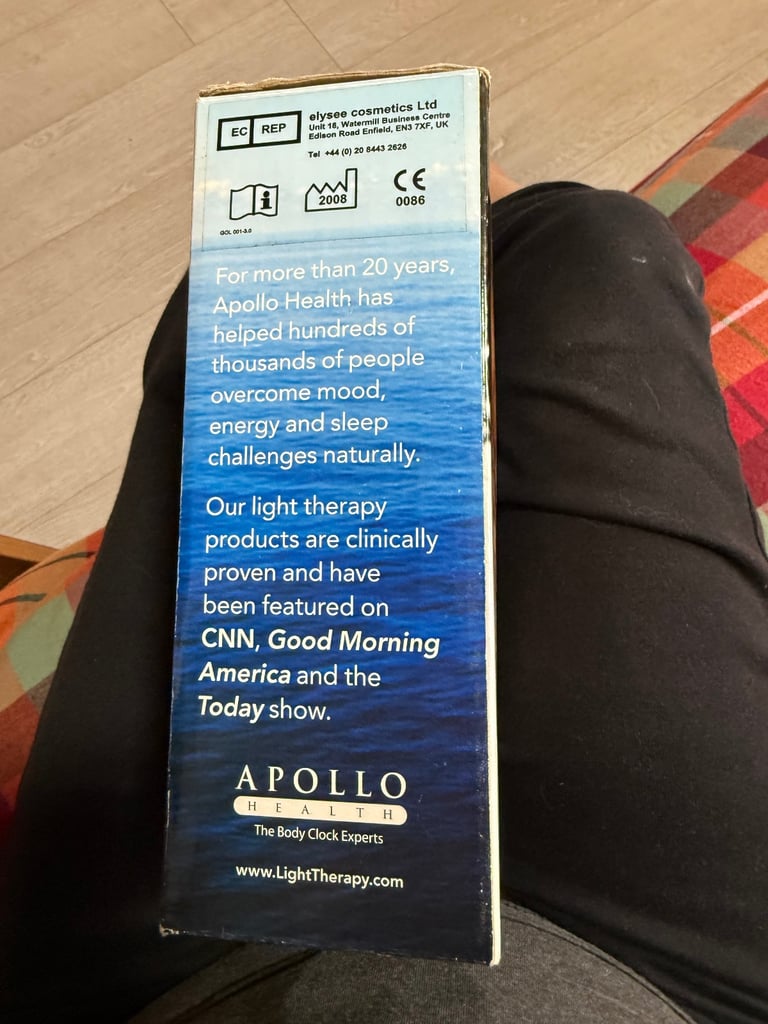 EC REP
elysee cosmetics Ltd
Unit 16, Watermill Business Centre
Edison Road Enfield, EN3 7XF, UK
Tel +44 (0) 20 8443 2626
i
2008
CE
0086
GOL 001-3.0
For more than 20 years,
Apollo Health has
helped hundreds of
thousands of people
overcome mood,
energy and sleep
challenges naturally.
Our light therapy
products are clinically
proven and have
been featured on
CNN, Good Morning
America and the
Today show.
APOLLO
HEALTH
The Body Clock Experts
www.LightTherapy.com